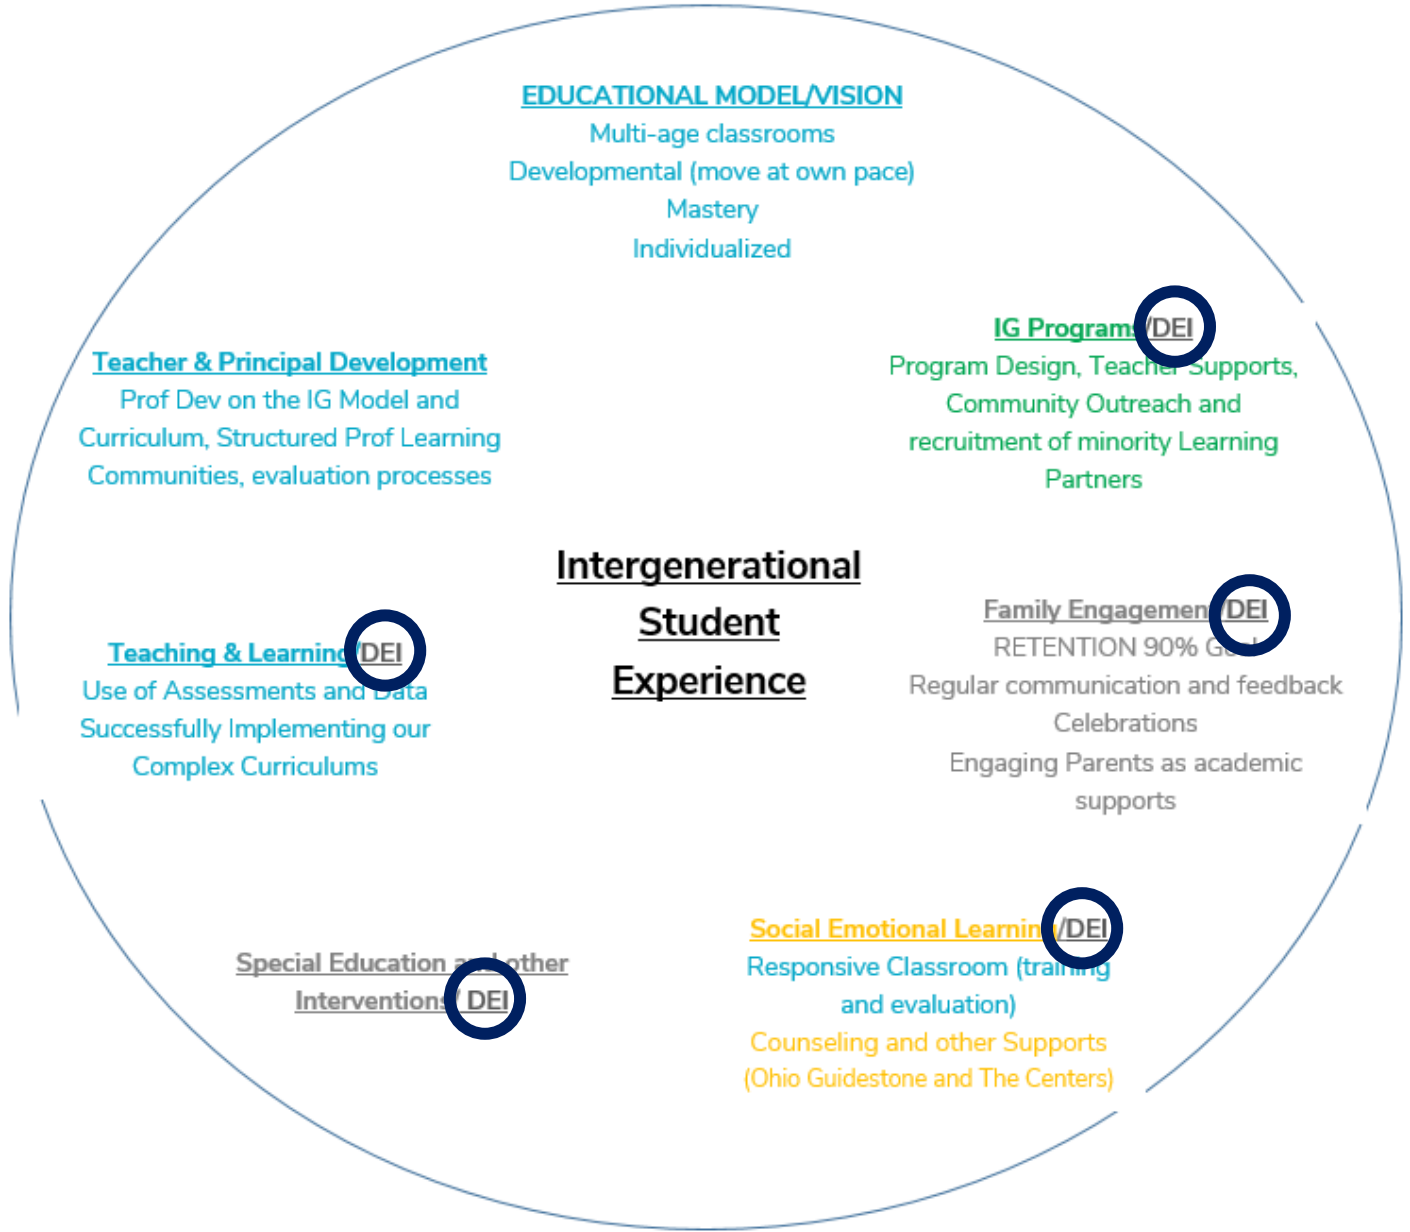 EDUCATIONAL MODEL/VISION
Multi-age classrooms
Developmental (move at own pace)
Mastery
Individualized
IG Programs/DEI
Program Design, Teacher Supports,
Community Outreach and
recruitment of minority Learning
Partners
Teacher & Principal Development
Prof Dev on the IG Model and
Curriculum, Structured Prof Learning
Communities, evaluation processes
Intergenerational
Student
Experience
Family Engagement/DEI
RETENTION 90% Goal
Regular communication and feedback
Celebrations
Engaging Parents as academic
supports
Teaching & Learning/DEI
Use of Assessments and Data
Successfully Implementing our
Complex Curriculums
Social Emotional Learning/DEI
Responsive Classroom (training
and evaluation)
Counseling and other Supports
(Ohio Guidestone and The Centers)
Special Education and other
Interventions/ DEI